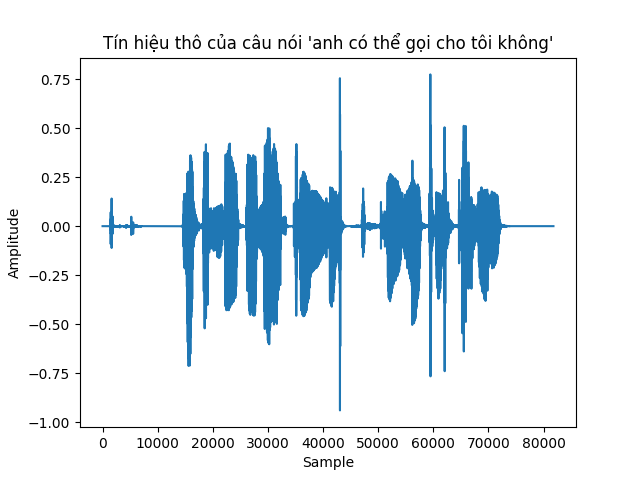 Tín hiệu thô của câu nói 'anh có thể gọi cho tôi không'
0.75
0.50
0.25
0.00
−0.25
−0.50
−0.75
−1.00
Amplitude
0 10000 20000 30000 40000 50000 60000 70000 80000
Sample